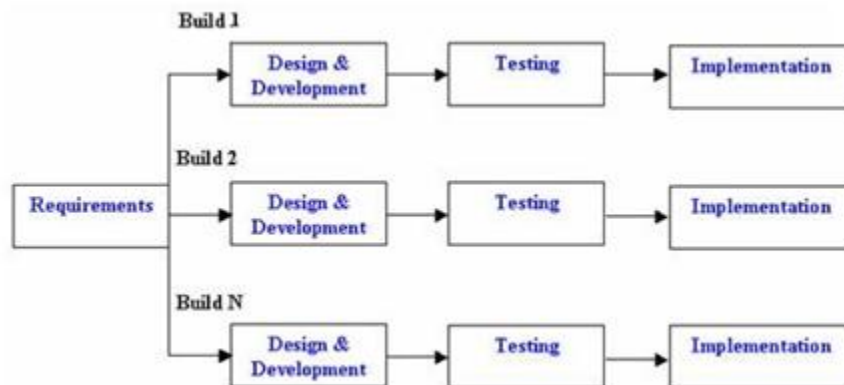 Build 1
Design &
Development
Testing
Implementation
Build 2
Requirements
Design &
Development
Testing
Implementation
Build N
Design &
Development
Testing
Implementation